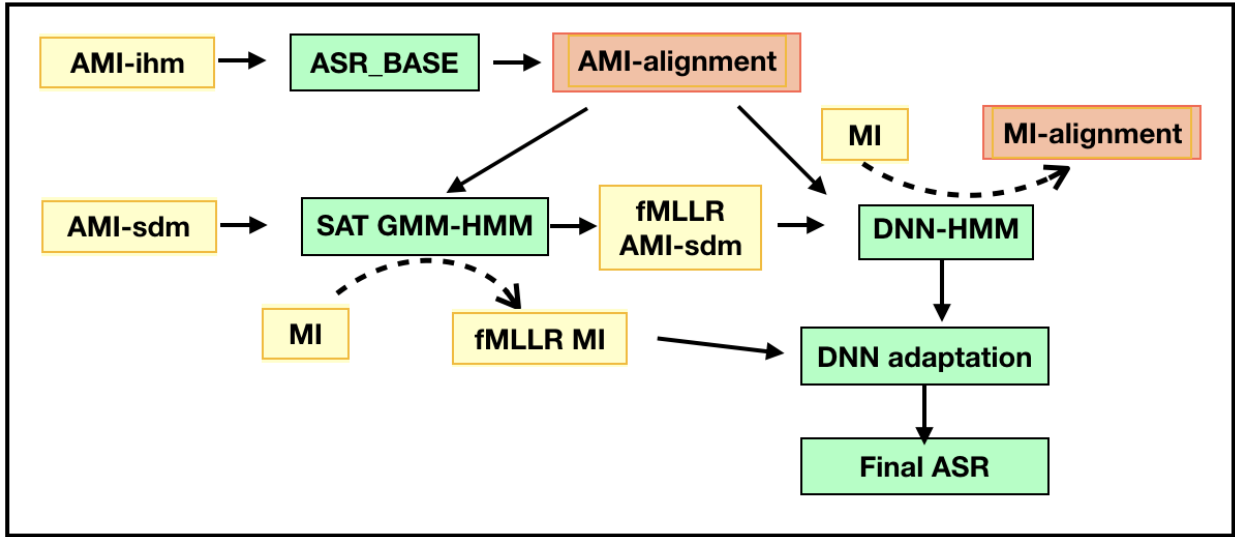 AMI-ihm
ASR_BASE
AMI-alignment
MI
MI-alignment
AMI-sdm
SAT GMM-HMM
fMLLR
AMI-sdm
DNN-HMM
MI
fMLLR MI
DNN adaptation
Final ASR